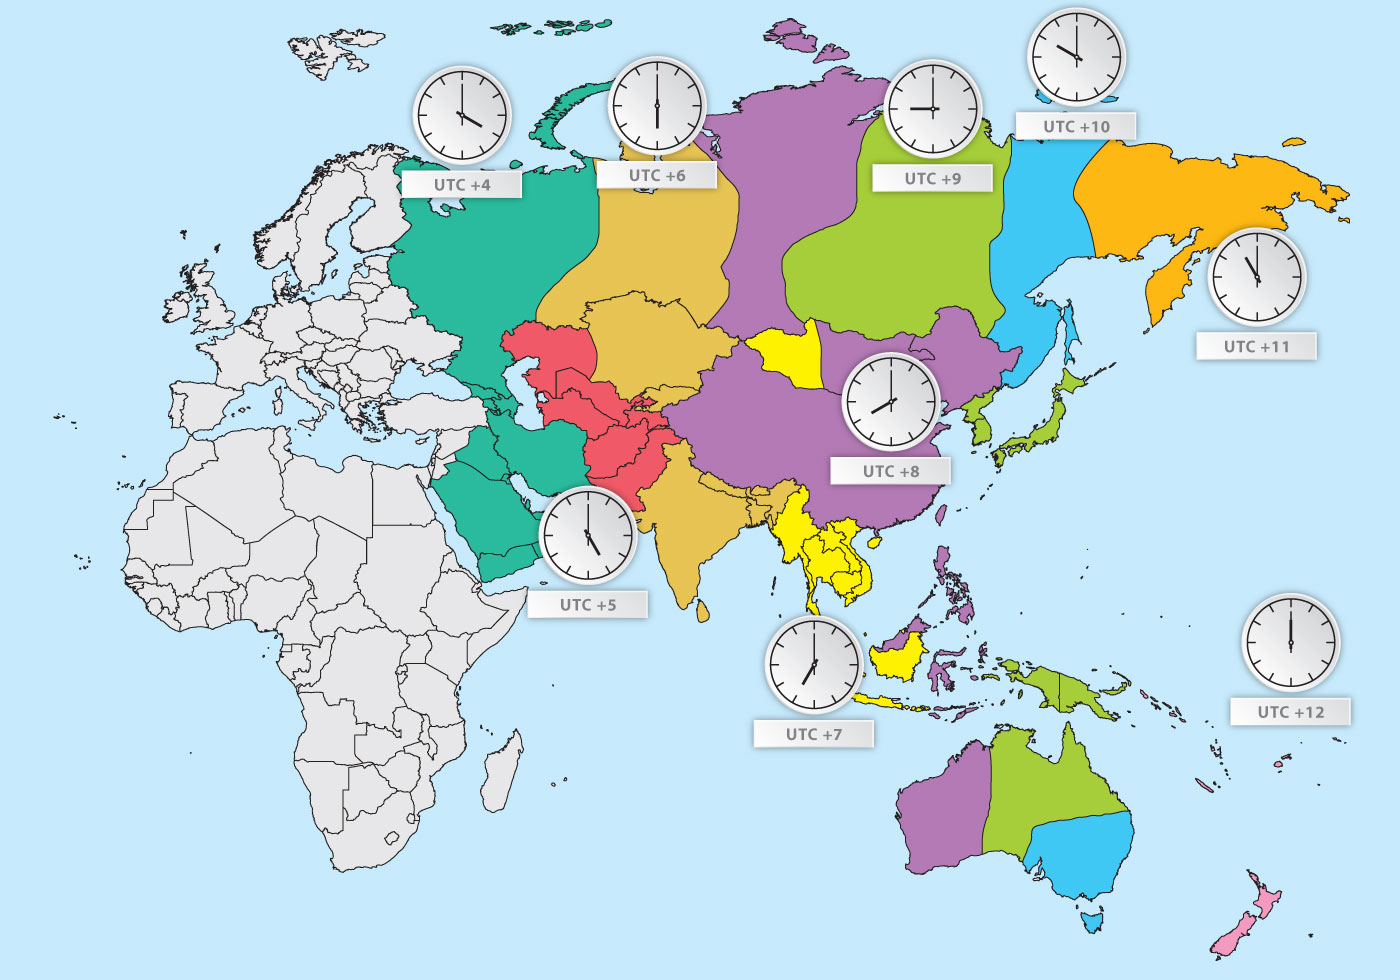 UTC +10
UTC +6
UTC +9
UTC +4
UTC +11
UTC +8
UTC +5
UTC +12
UTC +7